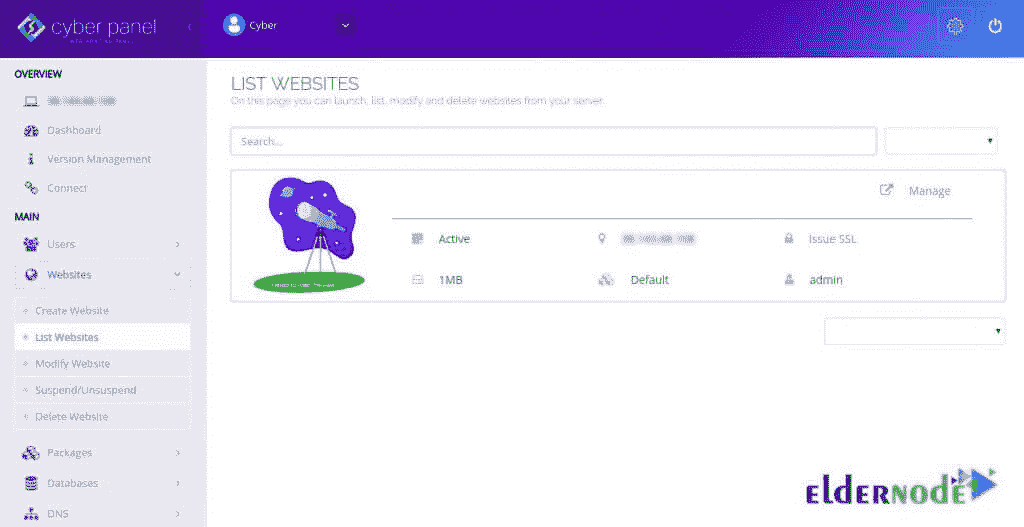 cyber panel
Cyber
OVERVIEW
Dashboard
Version Management
Connect
MAIN
Users
Websites
Create Website
List Websites
Modify Website
Suspend/Unsuspend
Delete Website
Packages
Databases
DNS
LIST WEBSITES
On this page you can launch, list, modify and delete websites from your server.
Search...
Manage
Active
Issue SSL
1MB
Default
admin
ELDERNODE